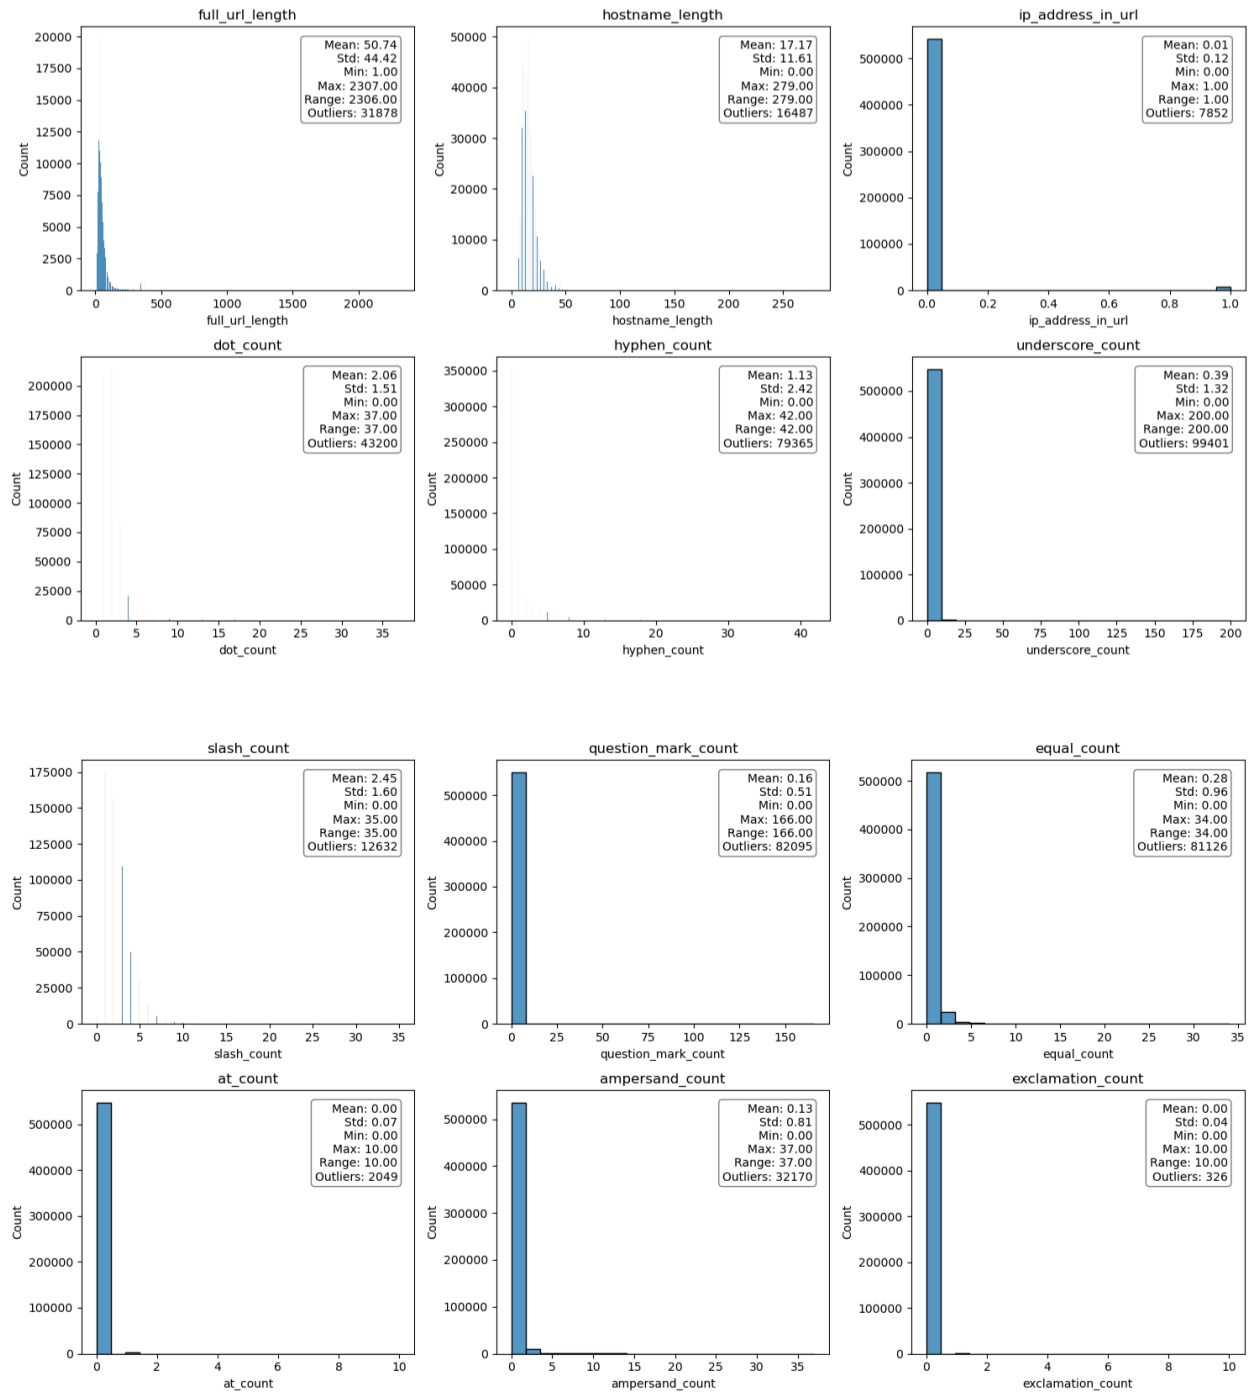 full_url_length
20000
17500
15000
12500
10000
7500
5000
2500
0
Count
Mean: 50.74
Std: 44.42
Min: 1.00
Max: 2307.00
Range: 2306.00
Outliers: 31878
0 500 1000 1500 2000
full_url_length
hostname_length
50000
40000
30000
20000
10000
0
Count
Mean: 17.17
Std: 11.61
Min: 0.00
Max: 279.00
Range: 279.00
Outliers: 16487
0 50 100 150 200 250
hostname_length
ip_address_in_url
500000
400000
300000
200000
100000
0
Count
Mean: 0.01
Std: 0.12
Min: 0.00
Max: 1.00
Range: 1.00
Outliers: 7852
0.0 0.2 0.4 0.6 0.8 1.0
ip_address_in_url
dot_count
200000
175000
150000
125000
100000
75000
50000
25000
0
Count
Mean: 2.06
Std: 1.51
Min: 0.00
Max: 37.00
Range: 37.00
Outliers: 43200
0 5 10 15 20 25 30 35
dot_count
hyphen_count
350000
300000
250000
200000
150000
100000
50000
0
Count
Mean: 1.13
Std: 2.42
Min: 0.00
Max: 42.00
Range: 42.00
Outliers: 79365
0 10 20 30 40
hyphen_count
underscore_count
500000
400000
300000
200000
100000
0
Count
Mean: 0.39
Std: 1.32
Min: 0.00
Max: 200.00
Range: 200.00
Outliers: 99401
0 25 50 75 100 125 150 175 200
underscore_count
slash_count
175000
150000
125000
100000
75000
50000
25000
0
Count
Mean: 2.45
Std: 1.60
Min: 0.00
Max: 35.00
Range: 35.00
Outliers: 12632
0 5 10 15 20 25 30 35
slash_count
question_mark_count
500000
400000
300000
200000
100000
0
Count
Mean: 0.16
Std: 0.51
Min: 0.00
Max: 166.00
Range: 166.00
Outliers: 82095
0 25 50 75 100 125 150
question_mark_count
equal_count
500000
400000
300000
200000
100000
0
Count
Mean: 0.28
Std: 0.96
Min: 0.00
Max: 34.00
Range: 34.00
Outliers: 81126
0 5 10 15 20 25 30 35
equal_count
at_count
500000
400000
300000
200000
100000
0
Count
Mean: 0.00
Std: 0.07
Min: 0.00
Max: 10.00
Range: 10.00
Outliers: 2049
0 2 4 6 8 10
at_count
ampersand_count
500000
400000
300000
200000
100000
0
Count
Mean: 0.13
Std: 0.81
Min: 0.00
Max: 37.00
Range: 37.00
Outliers: 32170
0 5 10 15 20 25 30 35
ampersand_count
exclamation_count
500000
400000
300000
200000
100000
0
Count
Mean: 0.00
Std: 0.04
Min: 0.00
Max: 10.00
Range: 10.00
Outliers: 326
0 2 4 6 8 10
exclamation_count